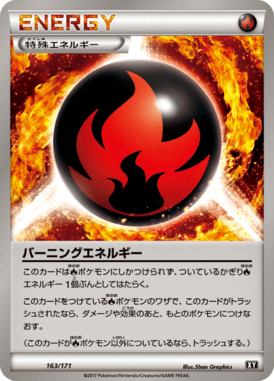 ENERGY
とくしゅ
特殊エネルギー
バーニングエネルギー
このカードはポケモンにしかつけられず、ついているかぎり
エネルギー1個ぶんとしてはたらく。
このカードをつけているポケモンのワザで、このカードがトラッシュ
されたなら、ダメージや効果のあと、もとのポケモンにつけな
おす。
(このカードがポケモン以外についているなら、トラッシュする。)
163/171
Illus.5ban Graphics
XY
©2017 Pokémon/Nintendo/Creatures/GAME FREAK.